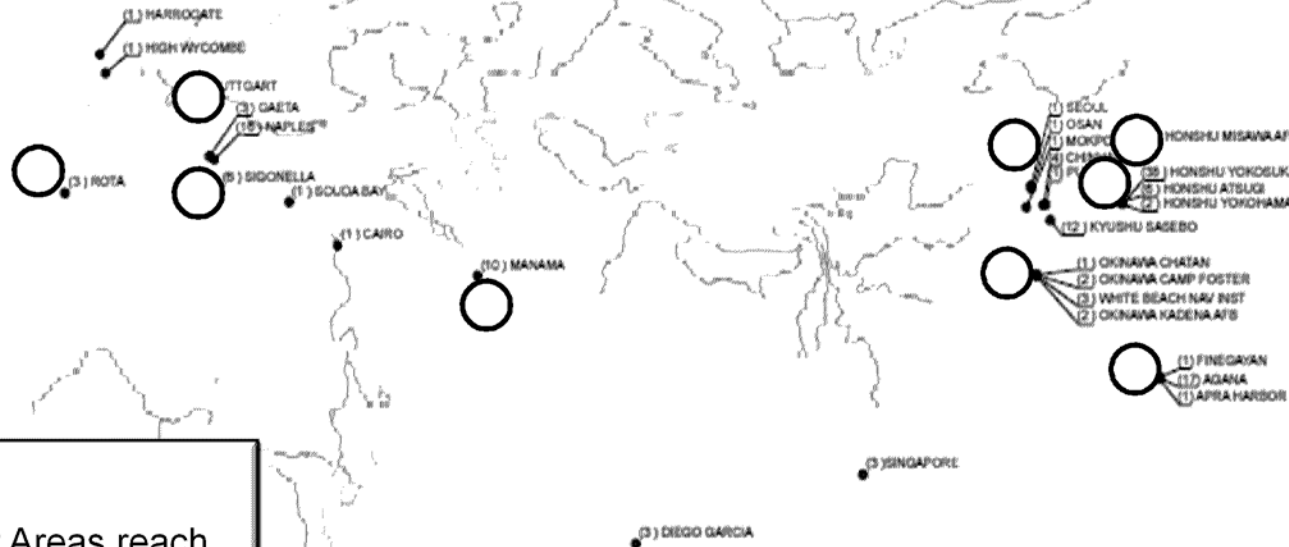 (1) HARROGATE
(1) HIGH WYCOMBE
TTGART
(3) GAETA
NAPLES
(3) ROTA
SIGONELLA
(1) SOUDA BAY
(1) CAIRO
(10) MANAMA
(1) SEOUL
(1) OSAN
(1) MOKPO
HONSHU MISAWA AF
(38) HONSHU YOKOSUK
(6) HONSHU ATSUGI
(2) HONSHU YOKOHAMA
(12) KYUSHU SASEBO
(1) OKINAWA CHATAN
(2) OKINAWA CAMP FOSTER
(3) WHITE BEACH NAV INST
(2) OKINAWA KADENA AFB
(1) FINEGAYAN
(17) AGANA
(1) APRA HARBOR
(3) SINGAPORE
(3) DIEGO GARCIA
Areas reach